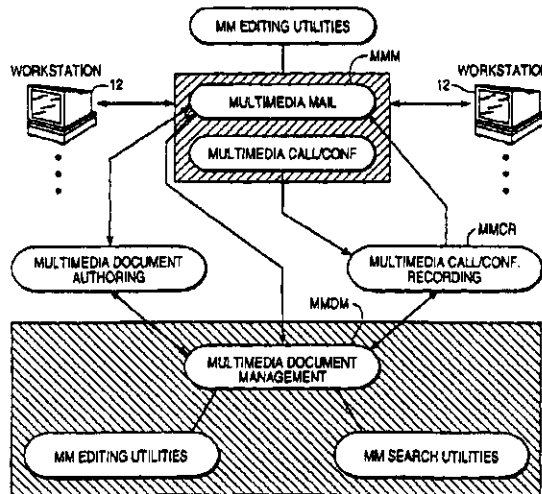 MM EDITING UTILITIES
MMM
WORKSTATION
12
MULTIMEDIA MAIL
WORKSTATION
12
MULTIMEDIA CALL/CONF
MMCR
MULTIMEDIA DOCUMENT
AUTHORING
MULTIMEDIA CALL/CONF.
RECORDING
MMDM
MULTIMEDIA DOCUMENT
MANAGEMENT
MM EDITING UTILITIES
MM SEARCH UTILITIES